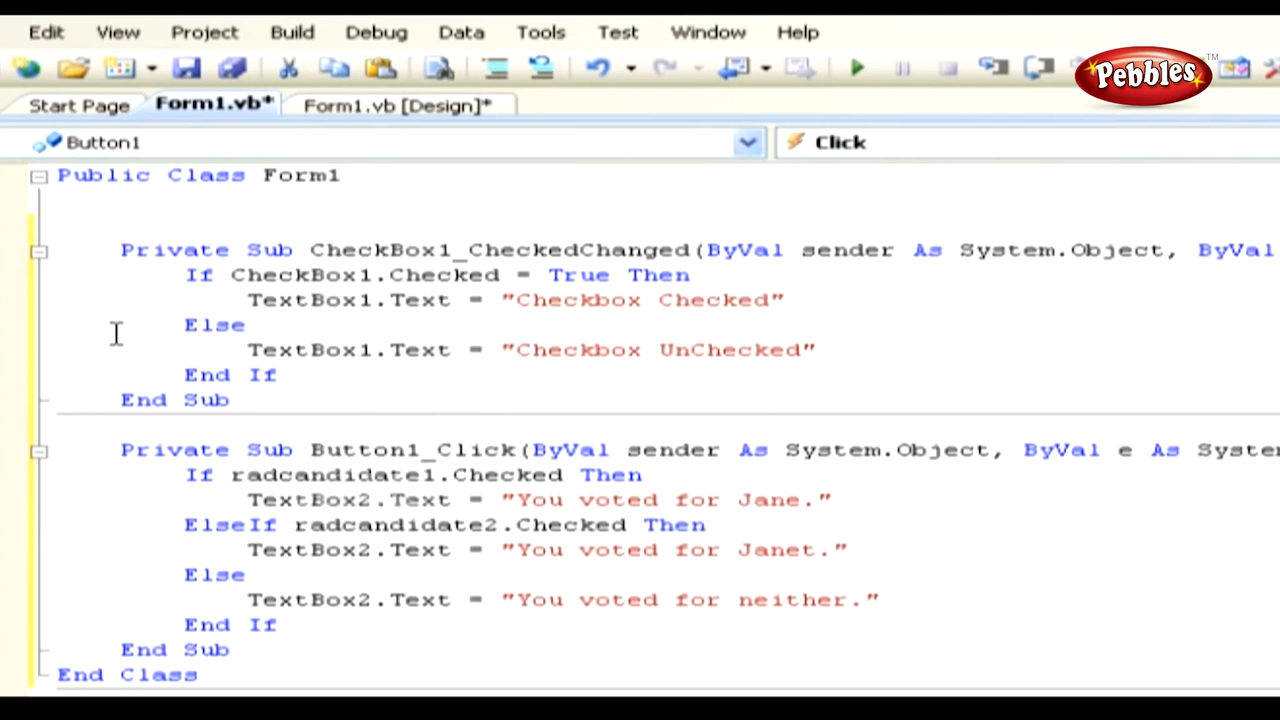 Edit View Project Build Debug Data Tools Test Window Help
Pebbles™
Start Page Form1.vb* Form1.vb [Design]*
Button1 Click
Public Class Form1
Private Sub CheckBox1_CheckedChanged(ByVal sender As System.Object, ByVal
If CheckBox1.Checked = True Then
TextBox1.Text = "Checkbox Checked"
Else
TextBox1.Text = "Checkbox UnChecked"
End If
End Sub
Private Sub Button1_Click(ByVal sender As System.Object, ByVal e As Syste
If radcandidate1.Checked Then
TextBox2.Text = "You voted for Jane."
ElseIf radcandidate2.Checked Then
TextBox2.Text = "You voted for Janet."
Else
TextBox2.Text = "You voted for neither."
End If
End Sub
End Class